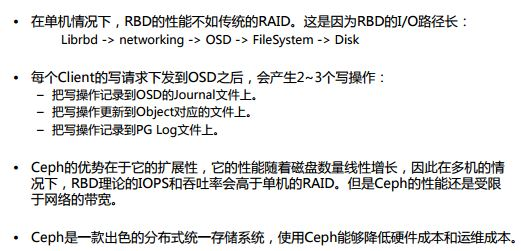 • 在单机情况下，RBD的性能不如传统的RAID。这是因为RBD的I/O路径长：
Librbd -> networking -> OSD -> FileSystem -> Disk
• 每个Client的写请求下发到OSD之后，会产生2~3个写操作：
– 把写操作记录到OSD的Journal文件上。
– 把写操作更新到Object对应的文件上。
– 把写操作记录到PG Log文件上。
• Ceph的优势在于它的扩展性，它的性能随着磁盘数量线性增长，因此在多机的情
况下，RBD理论的IOPS和吞吐率会高于单机的RAID。但是Ceph的性能还是受限
于网络的带宽。
• Ceph是一款出色的分布式统一存储系统，使用Ceph能够降低硬件成本和运维成本。